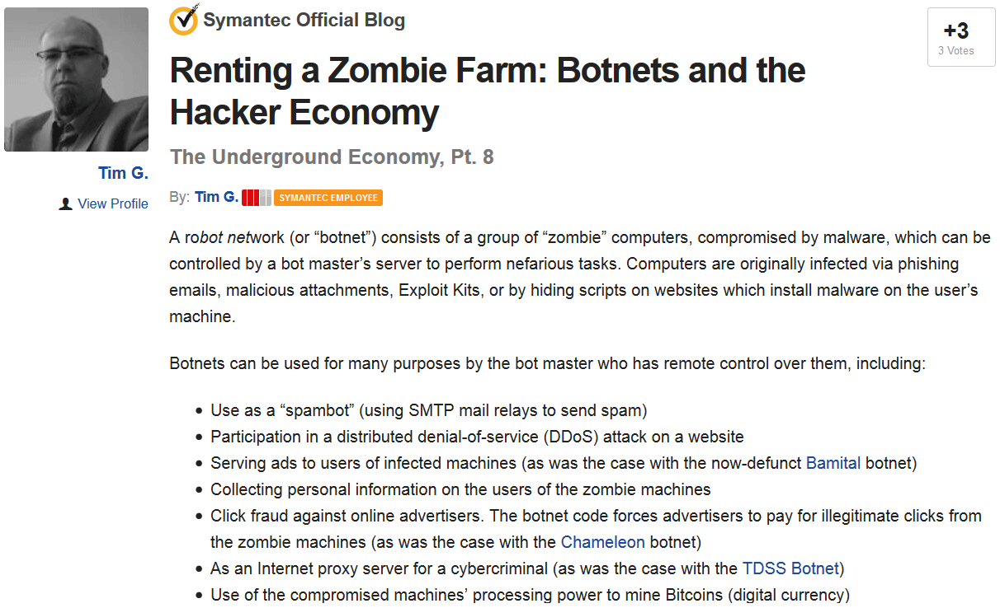 Symantec Official Blog
+3
3 Votes
Renting a Zombie Farm: Botnets and the
Hacker Economy
The Underground Economy, Pt. 8
Tim G.
View Profile
By: Tim G. SYMANTEC EMPLOYEE
A robot network (or “botnet”) consists of a group of “zombie” computers, compromised by malware, which can be
controlled by a bot master’s server to perform nefarious tasks. Computers are originally infected via phishing
emails, malicious attachments, Exploit Kits, or by hiding scripts on websites which install malware on the user’s
machine.
Botnets can be used for many purposes by the bot master who has remote control over them, including:
• Use as a “spambot” (using SMTP mail relays to send spam)
• Participation in a distributed denial-of-service (DDoS) attack on a website
• Serving ads to users of infected machines (as was the case with the now-defunct Bamital botnet)
• Collecting personal information on the users of the zombie machines
• Click fraud against online advertisers. The botnet code forces advertisers to pay for illegitimate clicks from
the zombie machines (as was the case with the Chameleon botnet)
• As an Internet proxy server for a cybercriminal (as was the case with the TDSS Botnet)
• Use of the compromised machines’ processing power to mine Bitcoins (digital currency)